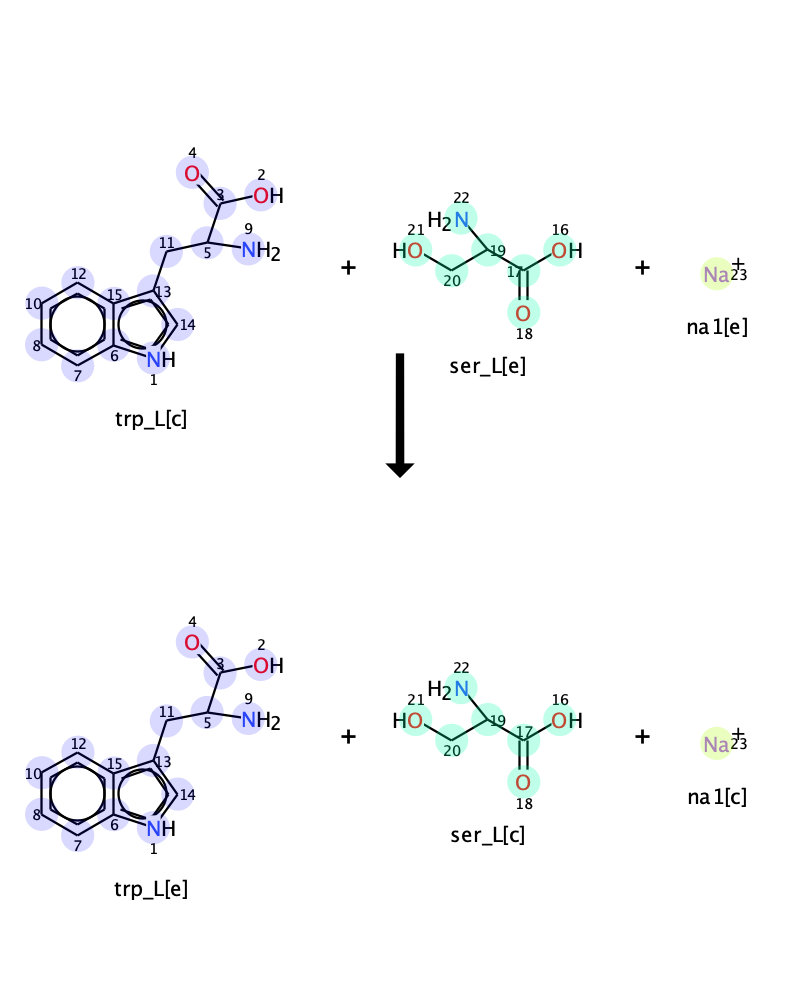 4
2
O
3
OH
9
11
5
NH2
12
10
15
13
14
8
6
7
NH
1
trp_L[c]
+
22
H2N
21
16
HO
19
OH
20
17
O
18
ser_L[e]
+
Na+
23
na1[e]
4
2
O
3
OH
9
11
5
NH2
12
10
15
13
14
8
6
7
NH
1
trp_L[e]
+
22
H2N
21
16
HO
19
17
OH
20
O
18
ser_L[c]
+
Na+
23
na1[c]